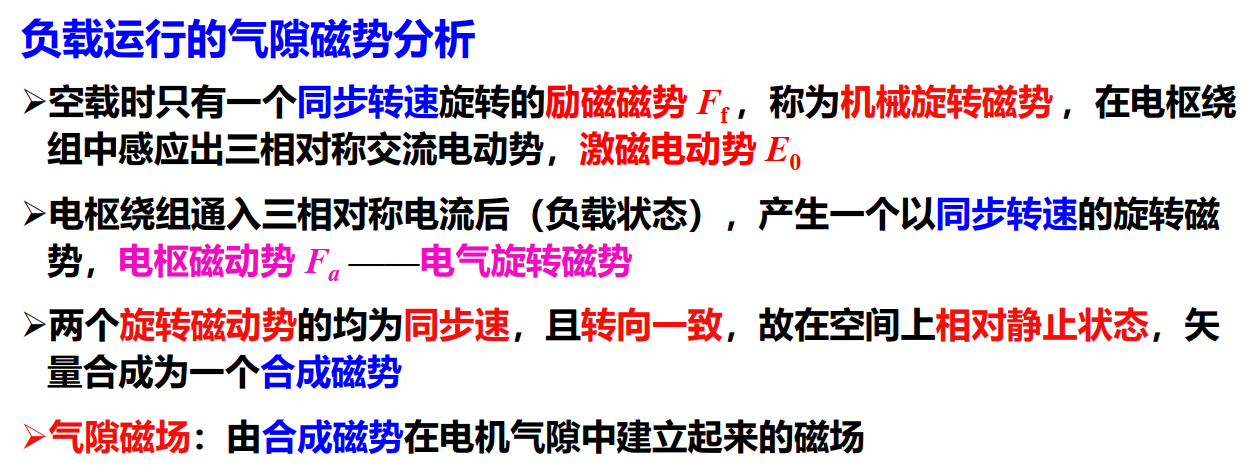 负载运行的气隙磁势分析
➢空载时只有一个同步转速旋转的励磁磁势 Ff，称为机械旋转磁势，在电枢绕
组中感应出三相对称交流电动势，激磁电动势 E0
➢电枢绕组通入三相对称电流后（负载状态），产生一个以同步转速的旋转磁
势，电枢磁动势 Fa ——电气旋转磁势
➢两个旋转磁动势的均为同步速，且转向一致，故在空间上相对静止状态，矢
量合成为一个合成磁势
➢气隙磁场：由合成磁势在电机气隙中建立起来的磁场